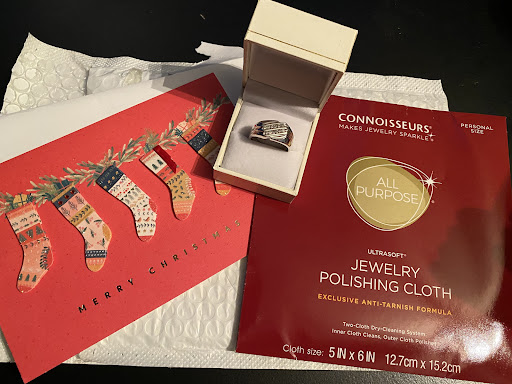 MERRY CHRISTMAS
CONNOISSEURS®
MAKES JEWELRY SPARKLE®
PERSONAL
SIZE
ALL
PURPOSE
ULTRASOFT®
JEWELRY
POLISHING CLOTH
EXCLUSIVE ANTI-TARNISH FORMULA
Two-Cloth Dry-Cleaning System
Inner Cloth Cleans, Outer Cloth Polishes
Cloth size: 5 IN X 6 IN 12.7cm x 15.2cm